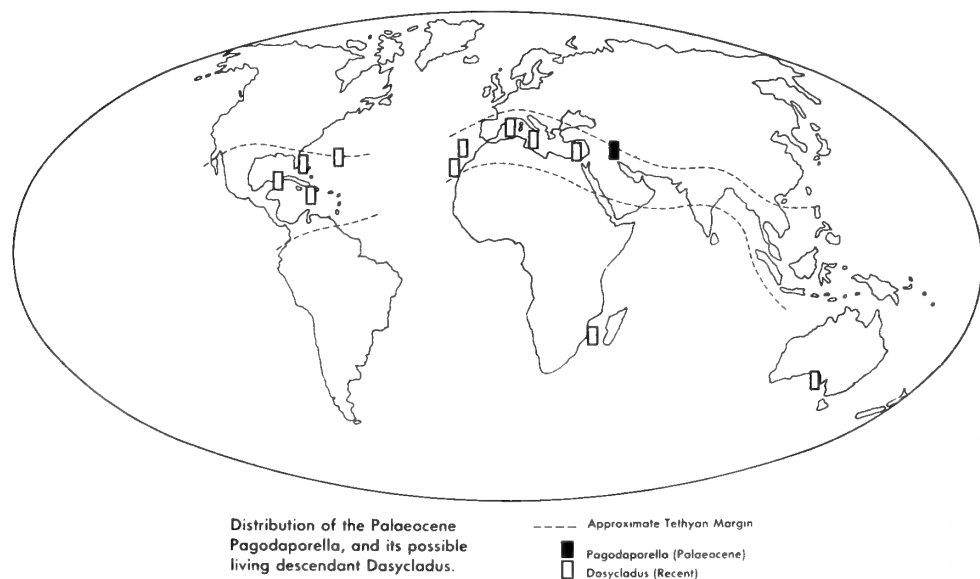 Distribution of the Palaeocene
Pagodaporella, and its possible
living descendant Dasycladus.
Approximate Tethyan Margin
Pagodaporella (Palaeocene)
Dasycladus (Recent)